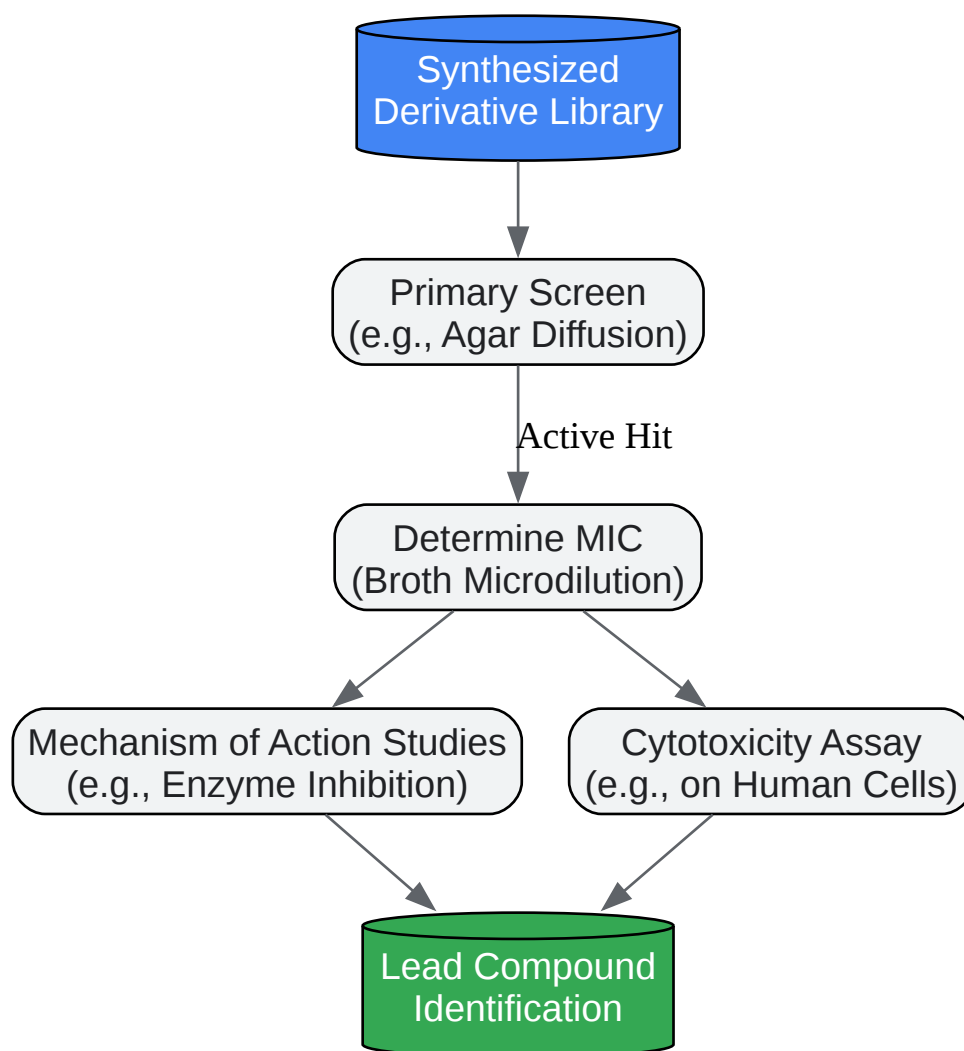 Synthesized
Derivative Library
Primary Screen
(e.g., Agar Diffusion)
Active Hit
Determine MIC
(Broth Microdilution)
Mechanism of Action Studies
(e.g., Enzyme Inhibition)
Cytotoxicity Assay
(e.g., on Human Cells)
Lead Compound
Identification